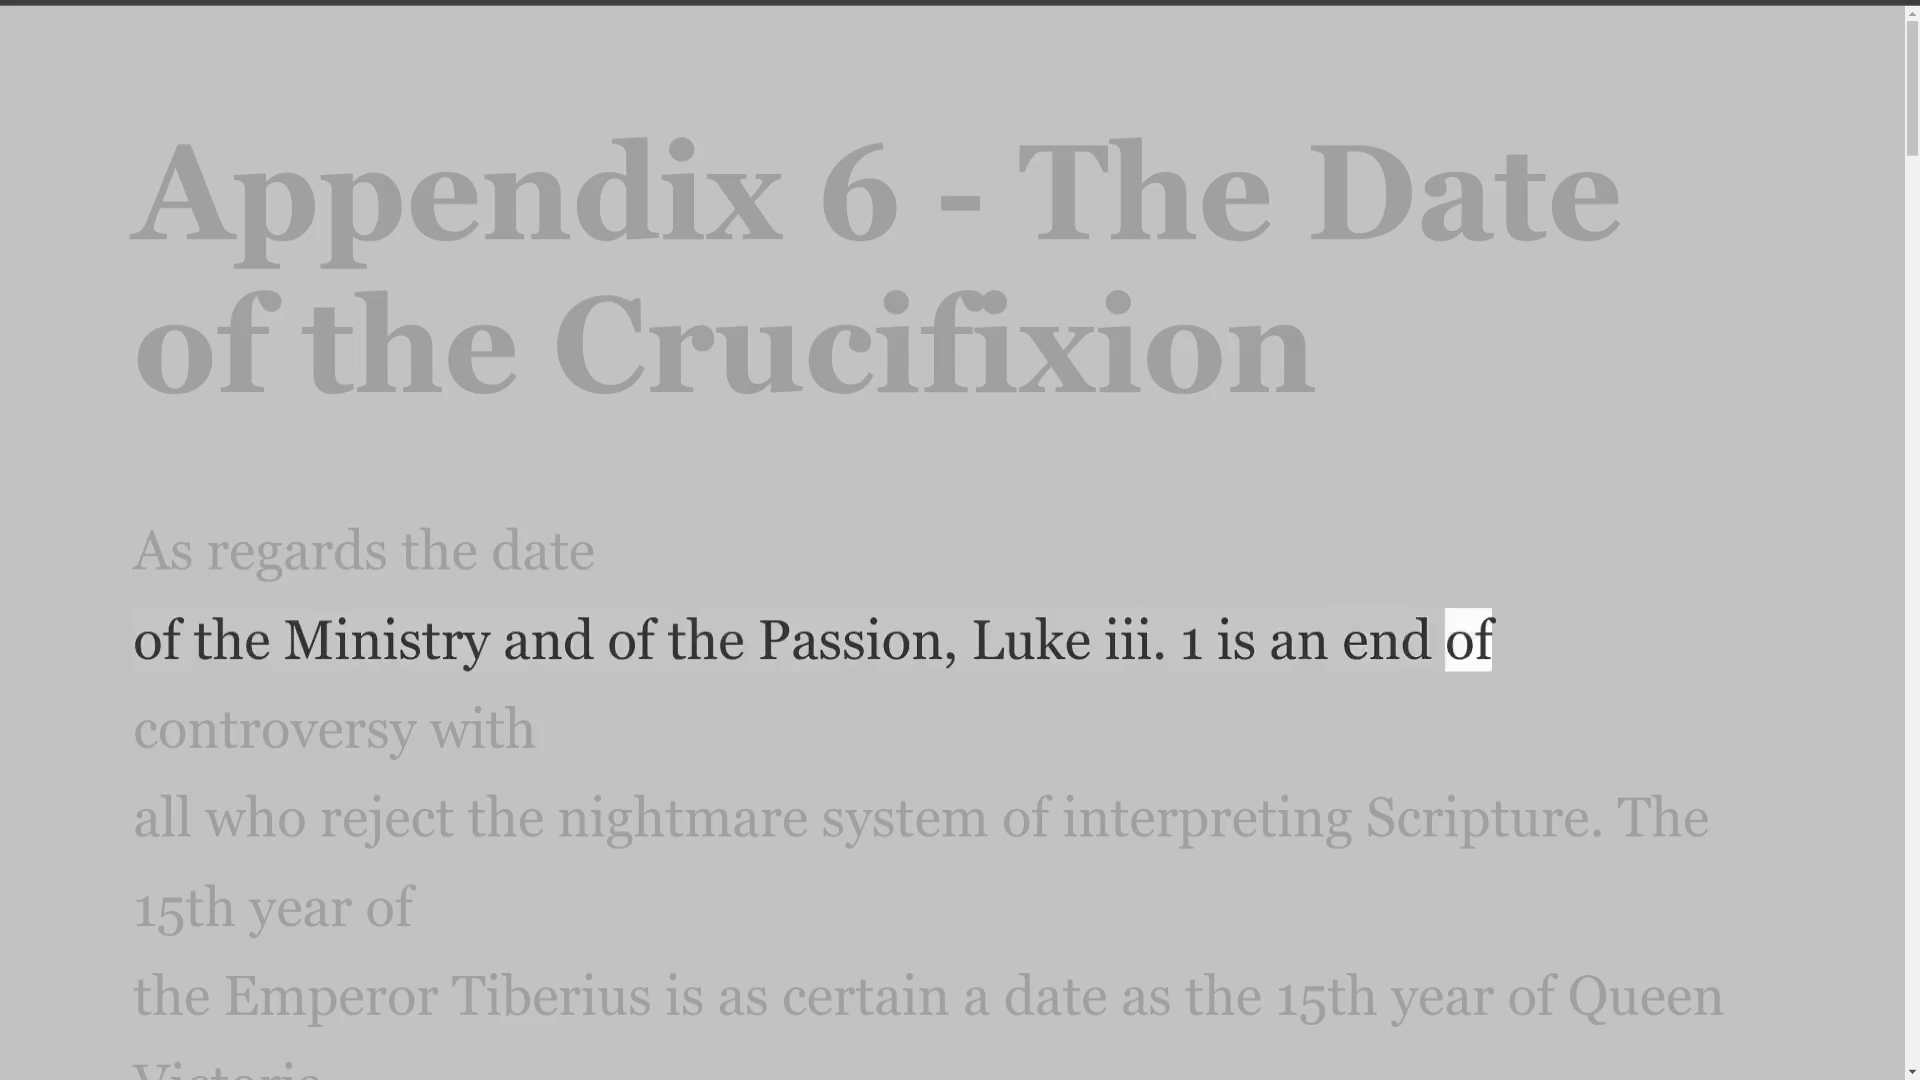 Appendix 6 - The Date
of the Crucifixion
As regards the date
of the Ministry and of the Passion, Luke iii. 1 is an end of
controversy with
all who reject the nightmare system of interpreting Scripture. The
15th year of
the Emperor Tiberius is as certain a date as the 15th year of Queen
Victoria